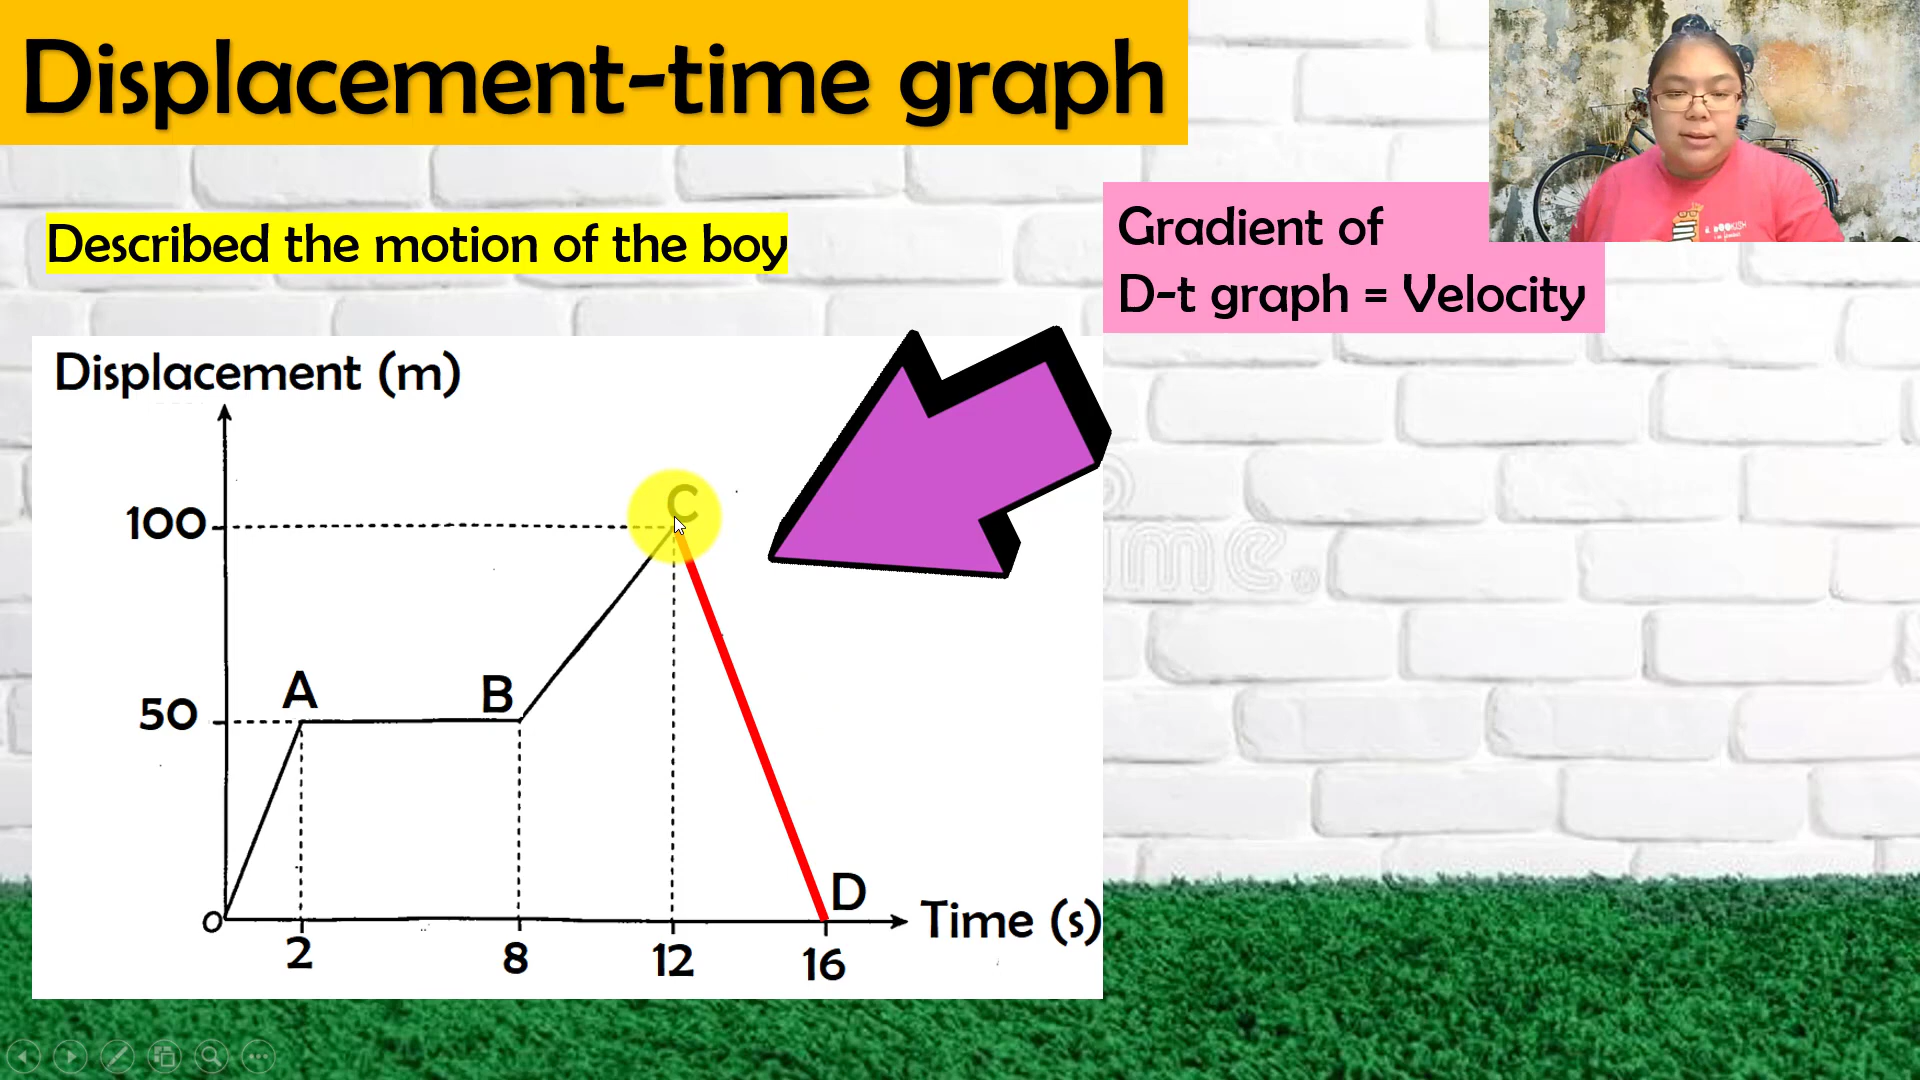 Displacement-time graph
Described the motion of the boy
Gradient of
D-t graph = Velocity
Displacement (m)
100
C
A
B
50
D
0
Time (s)
2
8
12
16